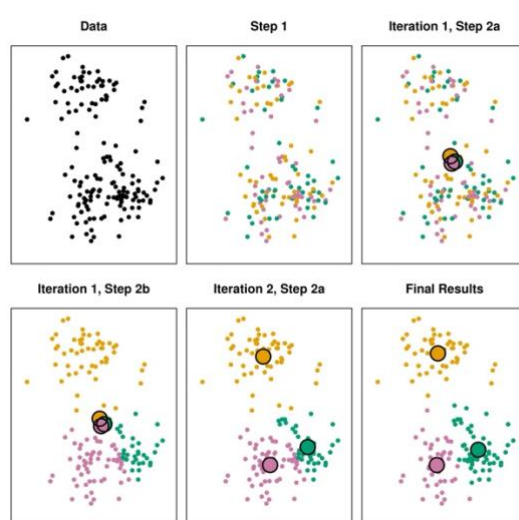 Data
Step 1
Iteration 1, Step 2a
Iteration 1, Step 2b
Iteration 2, Step 2a
Final Results